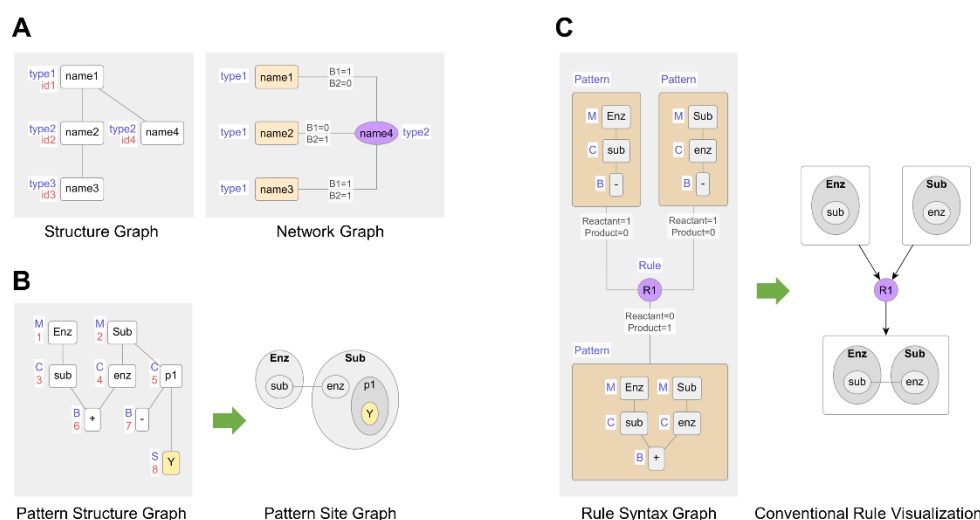 A
type1
id1
name1
type2
id2
name2
type2
id4
name4
type3
id3
name3
Structure Graph
type1
name1
B1=1
B2=0
type1
name2
B1=0
B2=1
name4
type2
type1
name3
B1=1
B2=1
Network Graph
B
M
1
Enz
M
2
Sub
C
3
sub
C
4
enz
C
5
p1
B
6
+
B
7
-
S
8
Y
Pattern Structure Graph
Enz
sub
Sub
enz
p1
Y
Pattern Site Graph
C
Pattern
M
Enz
C
sub
B
-
Pattern
M
Sub
C
enz
B
-
Reactant=1
Product=0
Reactant=1
Product=0
Rule
R1
Reactant=0
Product=1
Pattern
M
Enz
M
Sub
C
sub
C
enz
B
+
Rule Syntax Graph
Enz
sub
Sub
enz
R1
Enz
sub
Sub
enz
Conventional Rule Visualization